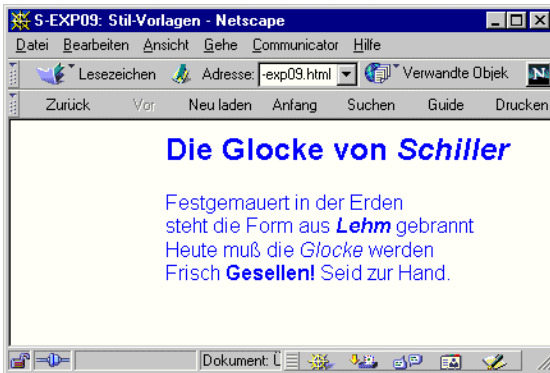 S-EXP09: Stil-Vorlagen - Netscape
Datei Bearbeiten Ansicht Gehe Communicator Hilfe
Lesezeichen Adresse: -exp09.html Verwandte Objek N
Zurück Vor Neu laden Anfang Suchen Guide Drucken
Die Glocke von Schiller
Festgemauert in der Erden
steht die Form aus Lehm gebrannt
Heute muß die Glocke werden
Frisch Gesellen! Seid zur Hand.
Dokument: Ü